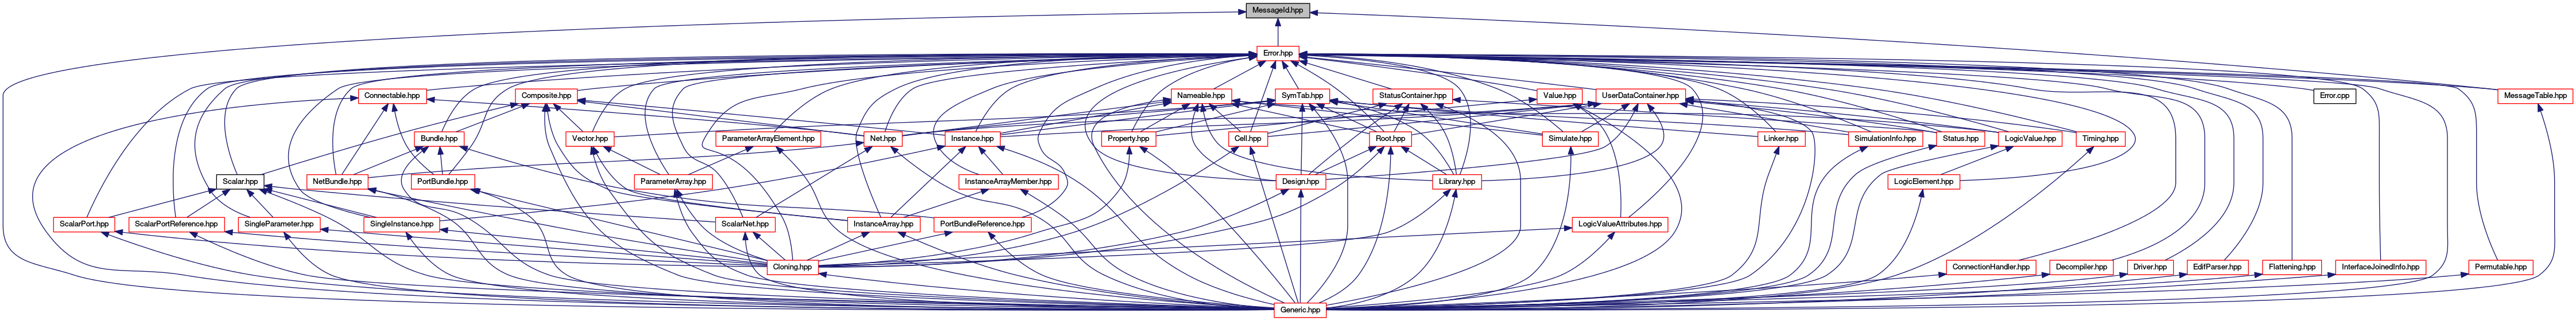 MessageId.hpp
Error.hpp
Connectable.hpp
Composite.hpp
Nameable.hpp
SymTab.hpp
StatusContainer.hpp
Value.hpp
UserDataContainer.hpp
Error.cpp
MessageTable.hpp
Bundle.hpp
Vector.hpp
ParameterArrayElement.hpp
Net.hpp
Instance.hpp
Property.hpp
Cell.hpp
Root.hpp
Simulate.hpp
Linker.hpp
SimulationInfo.hpp
Status.hpp
LogicValue.hpp
Timing.hpp
Scalar.hpp
NetBundle.hpp
PortBundle.hpp
ParameterArray.hpp
InstanceArrayMember.hpp
Design.hpp
Library.hpp
LogicElement.hpp
ScalarPort.hpp
ScalarPortReference.hpp
SingleParameter.hpp
SingleInstance.hpp
ScalarNet.hpp
InstanceArray.hpp
PortBundleReference.hpp
LogicValueAttributes.hpp
Cloning.hpp
ConnectionHandler.hpp
Decompiler.hpp
Driver.hpp
EdifParser.hpp
Flattening.hpp
InterfaceJoinedInfo.hpp
Permutable.hpp
Generic.hpp